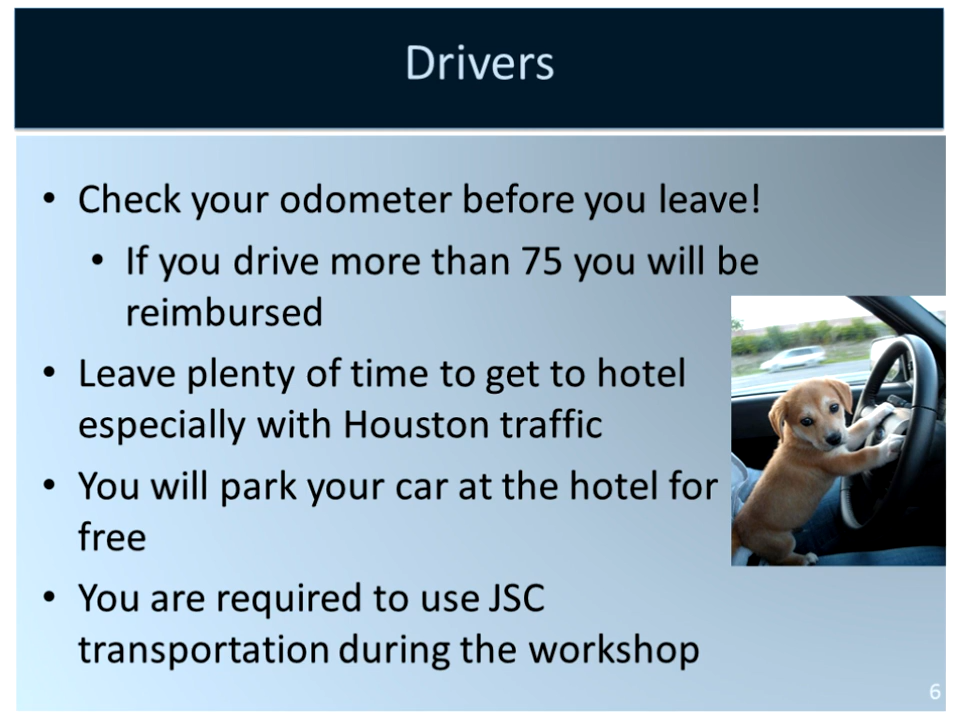 Drivers
• Check your odometer before you leave!
• If you drive more than 75 you will be
reimbursed
• Leave plenty of time to get to hotel
especially with Houston traffic
• You will park your car at the hotel for
free
• You are required to use JSC
transportation during the workshop
6